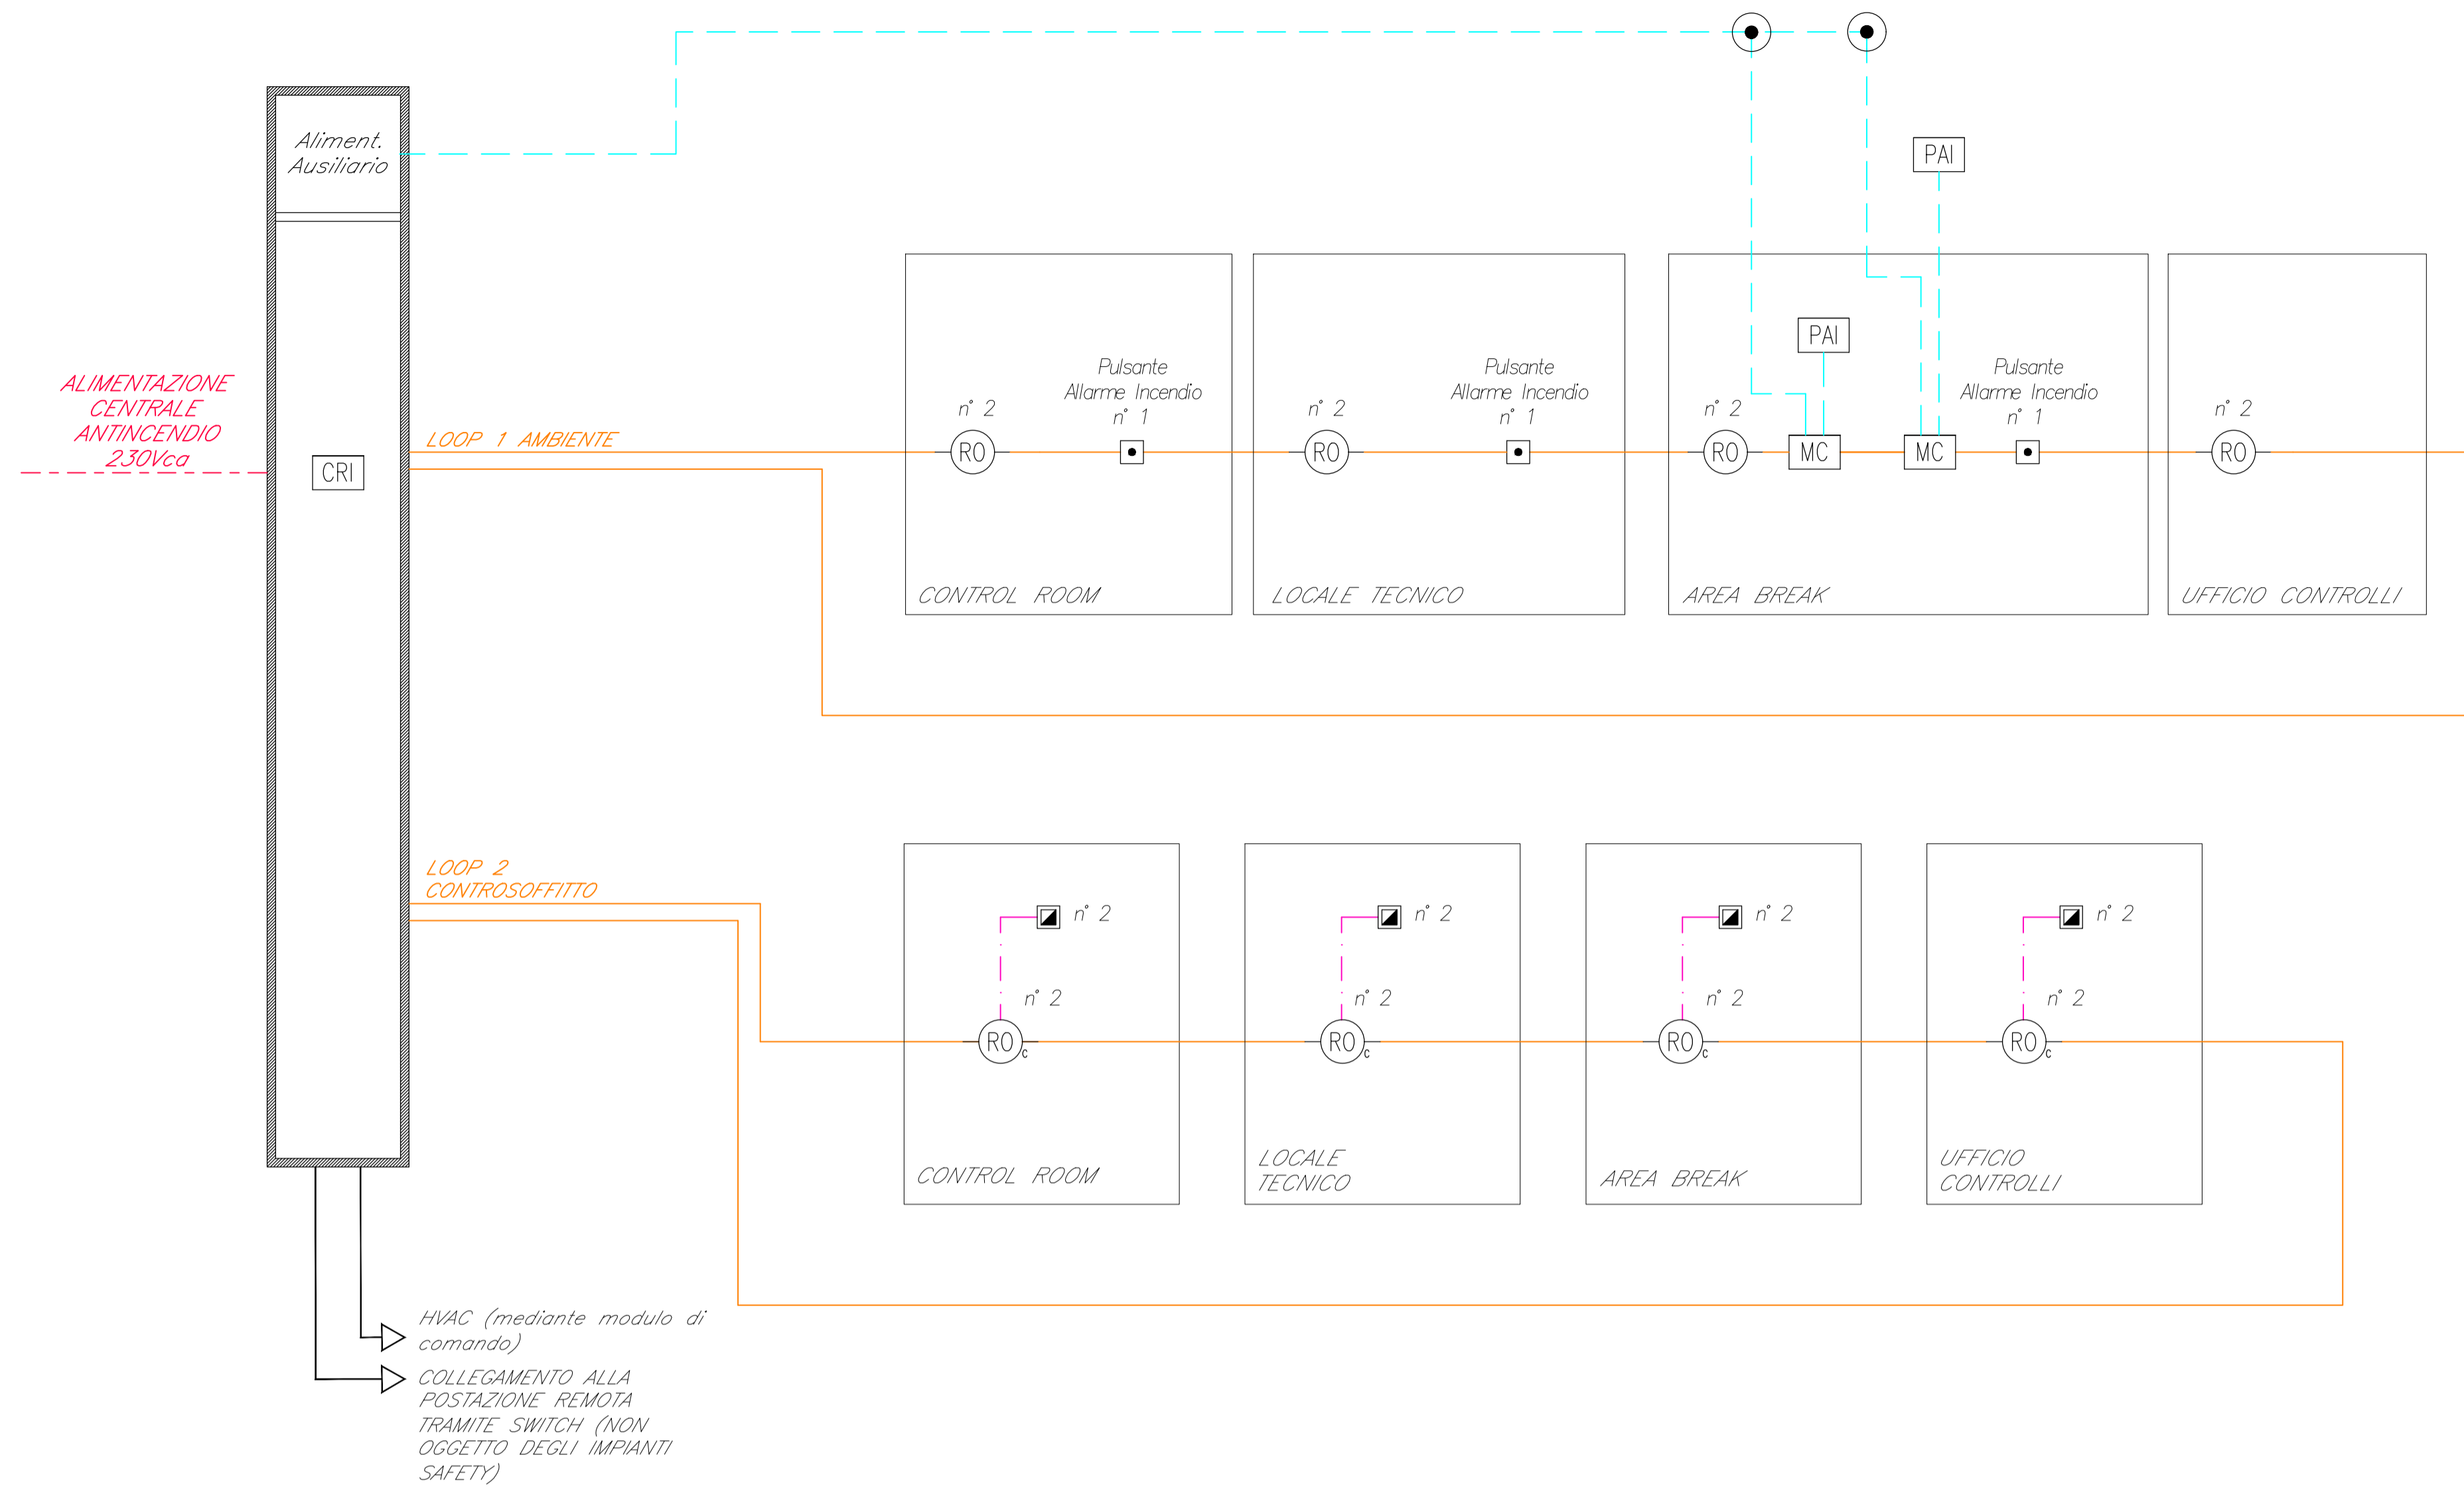 Aliment.
Ausiliario
PAI
PAI
ALIMENTAZIONE
CENTRALE
ANTINCENDIO
230Vca
CRI
LOOP 1 AMBIENTE
n° 2
RO
Pulsante
Allarme Incendio
n° 1
CONTROL ROOM
n° 2
RO
Pulsante
Allarme Incendio
n° 1
LOCALE TECNICO
n° 2
RO
MC
MC
Pulsante
Allarme Incendio
n° 1
AREA BREAK
n° 2
RO
UFFICIO CONTROLLI
LOOP 2
CONTROSOFFITTO
n° 2
n° 2
RO
c
CONTROL ROOM
n° 2
n° 2
RO
c
LOCALE
TECNICO
n° 2
n° 2
RO
c
AREA BREAK
n° 2
n° 2
RO
c
UFFICIO
CONTROLLI
HVAC (mediante modulo di
comando)
COLLEGAMENTO ALLA
POSTAZIONE REMOTA
TRAMITE SWITCH (NON
OGGETTO DEGLI IMPIANTI
SAFETY)